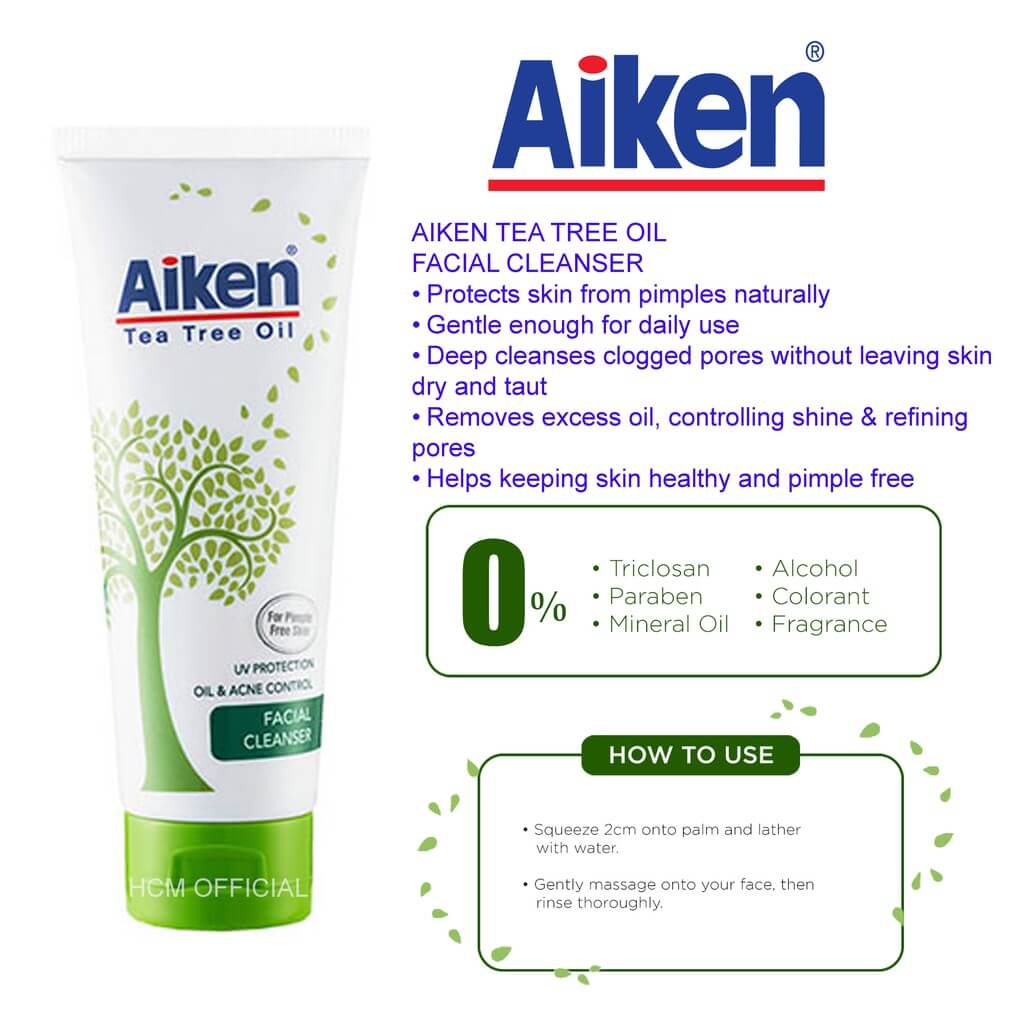 Aiken®
AIKEN TEA TREE OIL
FACIAL CLEANSER
• Protects skin from pimples naturally
• Gentle enough for daily use
• Deep cleanses clogged pores without leaving skin
dry and taut
• Removes excess oil, controlling shine & refining
pores
• Helps keeping skin healthy and pimple free
0%
• Triclosan
• Paraben
• Mineral Oil
• Alcohol
• Colorant
• Fragrance
HOW TO USE
• Squeeze 2cm onto palm and lather
with water.
• Gently massage onto your face, then
rinse thoroughly.
Aiken®
Tea Tree Oil
For Pimple
Free Skin
UV PROTECTION
OIL & ACNE CONTROL
FACIAL
CLEANSER
HCM OFFICIAL